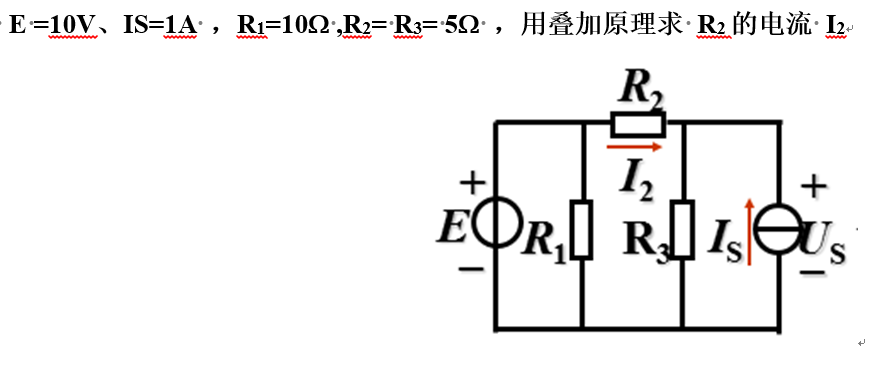 E=10V、IS=1A ，R1=10Ω ,R2= R3= 5Ω ，用叠加原理求 R2 的电流 I2
R2
I2
+ +
E R1 R3 IS US
− −